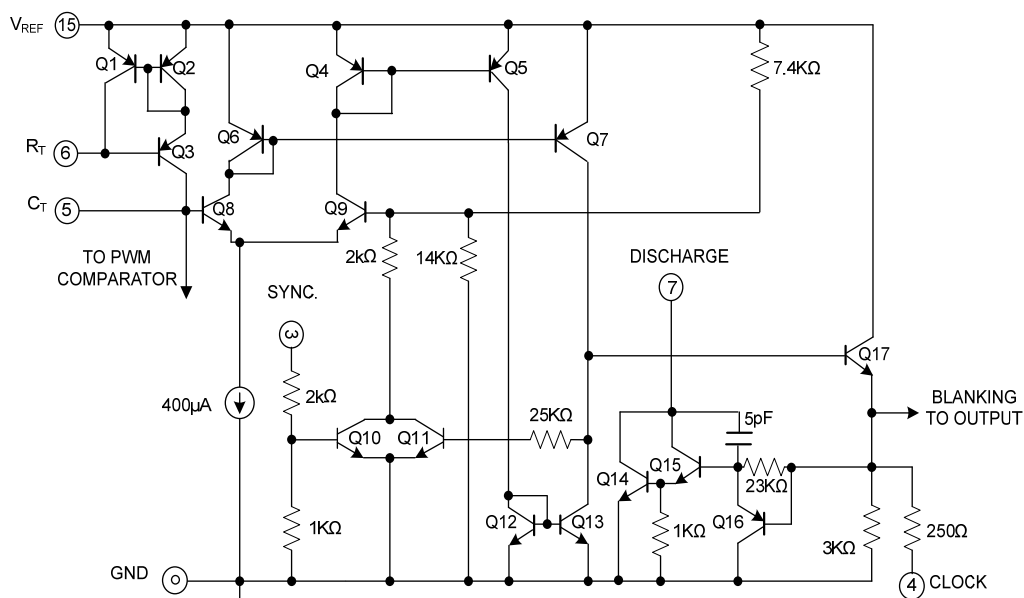 VREF 15
Q1
Q2
Q4
Q5
7.4KΩ
RT 6
Q3
Q6
Q7
CT 5
Q8
Q9
TO PWM
COMPARATOR
2kΩ
14KΩ
DISCHARGE
7
SYNC.
3
Q17
400µA
2kΩ
25KΩ
5pF
BLANKING
TO OUTPUT
Q10
Q11
Q14
Q15
23KΩ
1KΩ
Q12
Q13
1KΩ
Q16
3KΩ
250Ω
GND
4 CLOCK